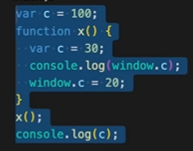 var c = 100;
function x() {
  var c = 30;
  console.log(window.c);
  window.c = 20;
}
x();
console.log(c);